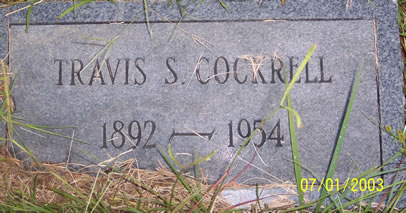 TRAVIS S. COCKRELL
1892 — 1954
07/01/2003